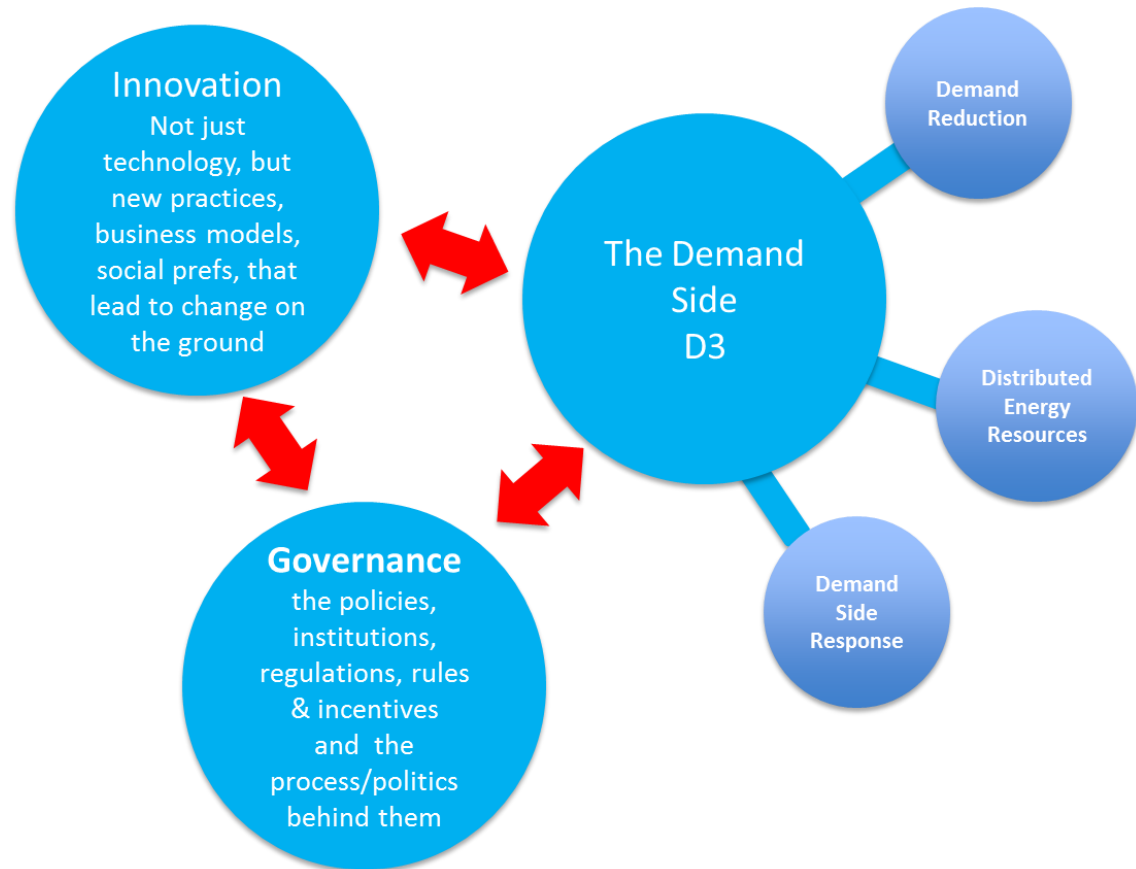 Innovation
Not just
technology, but
new practices,
business models,
social prefs, that
lead to change on
the ground
The Demand
Side
D3
Demand
Reduction
Distributed
Energy
Resources
Demand
Side
Response
Governance
the policies,
institutions,
regulations, rules
& incentives
and  the
process/politics
behind them